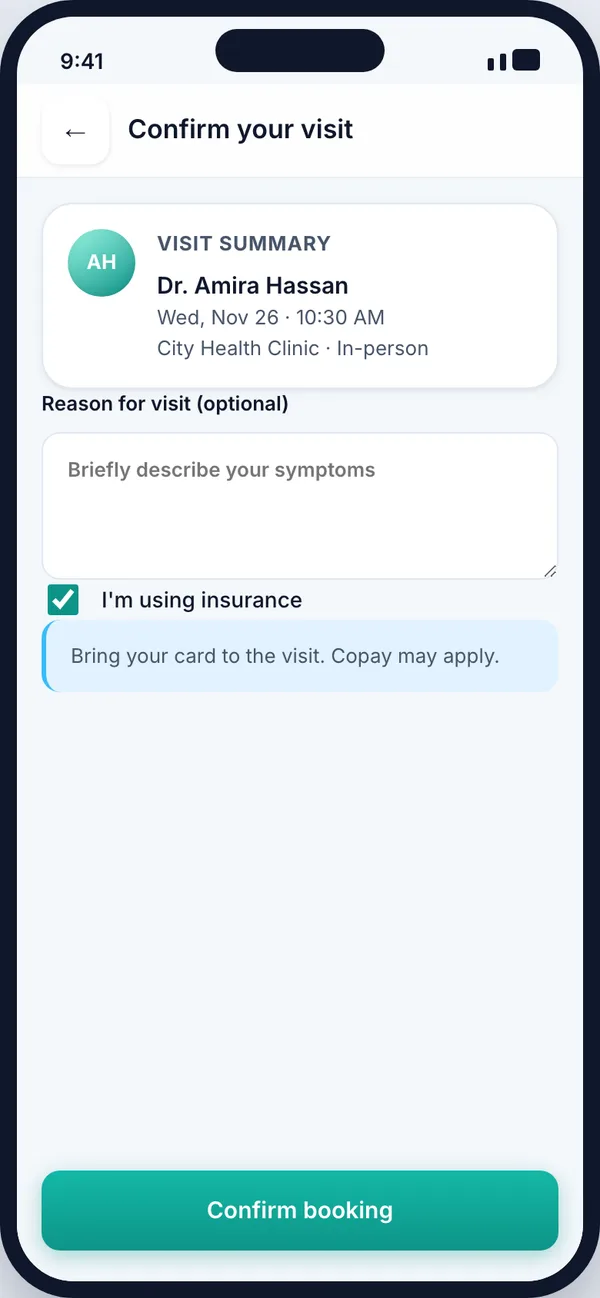 9:41
← Confirm your visit
AH
VISIT SUMMARY
Dr. Amira Hassan
Wed, Nov 26 · 10:30 AM
City Health Clinic · In-person
Reason for visit (optional)
Briefly describe your symptoms
I'm using insurance
Bring your card to the visit. Copay may apply.
Confirm booking